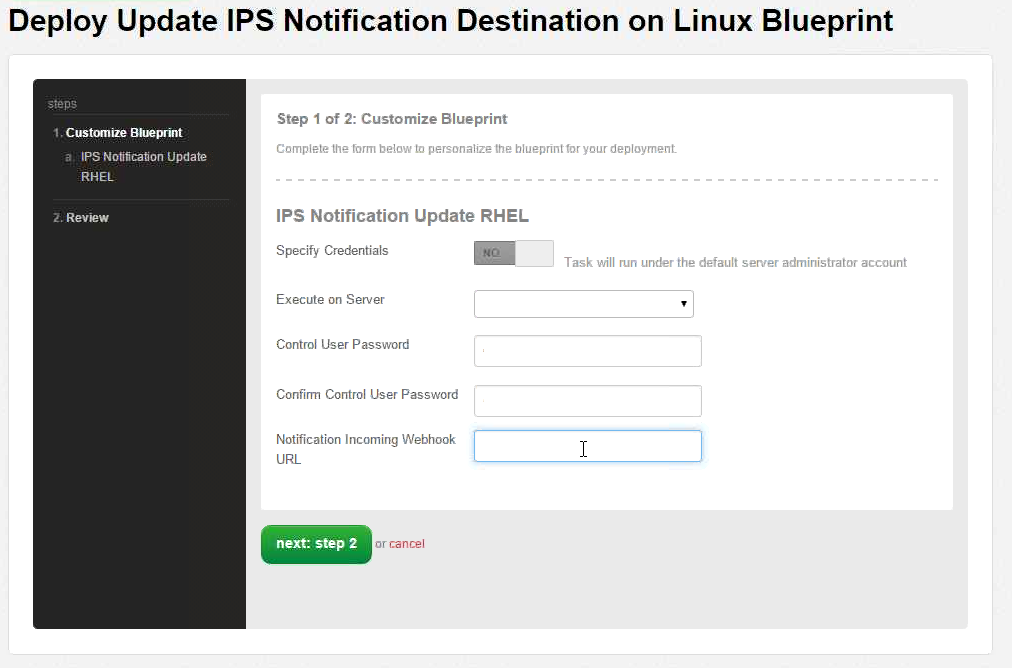 Deploy Update IPS Notification Destination on Linux Blueprint
steps
1. Customize Blueprint
a. IPS Notification Update
RHEL
2. Review
Step 1 of 2: Customize Blueprint
Complete the form below to personalize the blueprint for your deployment.
IPS Notification Update RHEL
Specify Credentials
NO
Task will run under the default server administrator account
Execute on Server
Control User Password
Confirm Control User Password
Notification Incoming Webhook
URL
next: step 2 or cancel